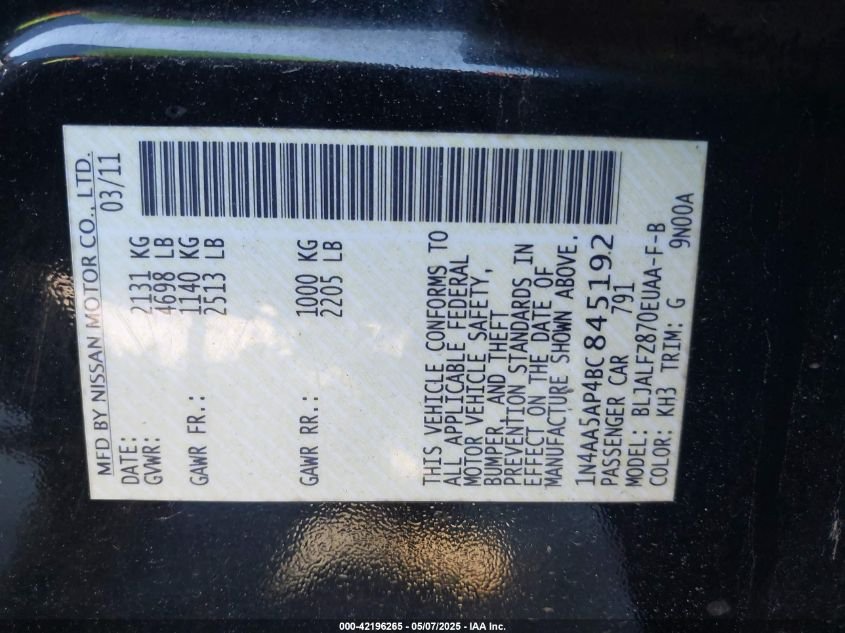 MFD BY NISSAN MOTOR CO., LTD.
DATE: 03/11
GVWR: 2131 KG
4698 LB
GAWR FR.: 1140 KG
2513 LB
GAWR RR.: 1000 KG
2205 LB
THIS VEHICLE CONFORMS TO
ALL APPLICABLE FEDERAL
MOTOR VEHICLE SAFETY,
BUMPER, AND THEFT
PREVENTION STANDARDS IN
EFFECT ON THE DATE OF
MANUFACTURE SHOWN ABOVE.
1N4AA5AP4BC845192
PASSENGER CAR 791
MODEL: BLJALFZ870EUAA-F-B
COLOR: KH3 TRIM: G 9N00A
000-42196265 - 05/07/2025 - IAA Inc.